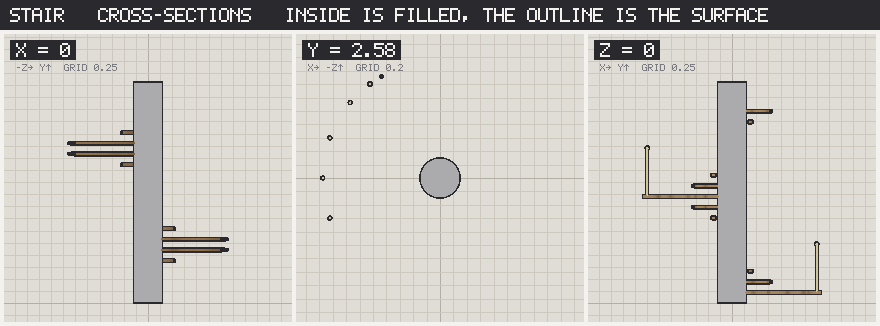 STAIR CROSS-SECTIONS INSIDE IS FILLED, THE OUTLINE IS THE SURFACE
X = 0
-Z→ Y↑ GRID 0.25
Y = 2.58
X→ -Z↑ GRID 0.2
Z = 0
X→ Y↑ GRID 0.25